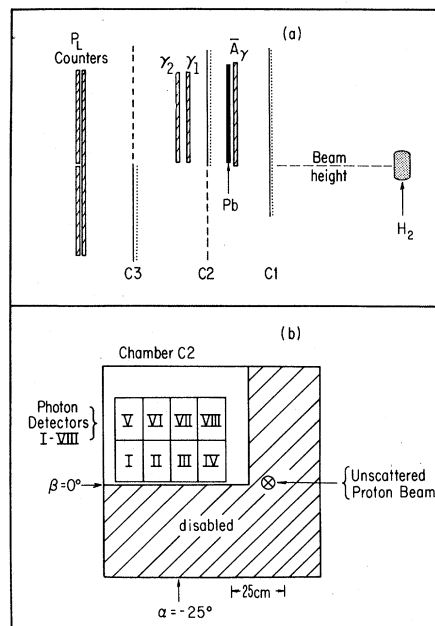 (a)
P_L
Counters
γ₂
γ₁
A̅_γ
Beam
height
Pb
H₂
C3
C2
C1
(b)
Chamber C2
Photon
Detectors
I-VIII
V
VI
VII
VIII
I
II
III
IV
β=0°
Unscattered
Proton Beam
disabled
25cm
α=-25°